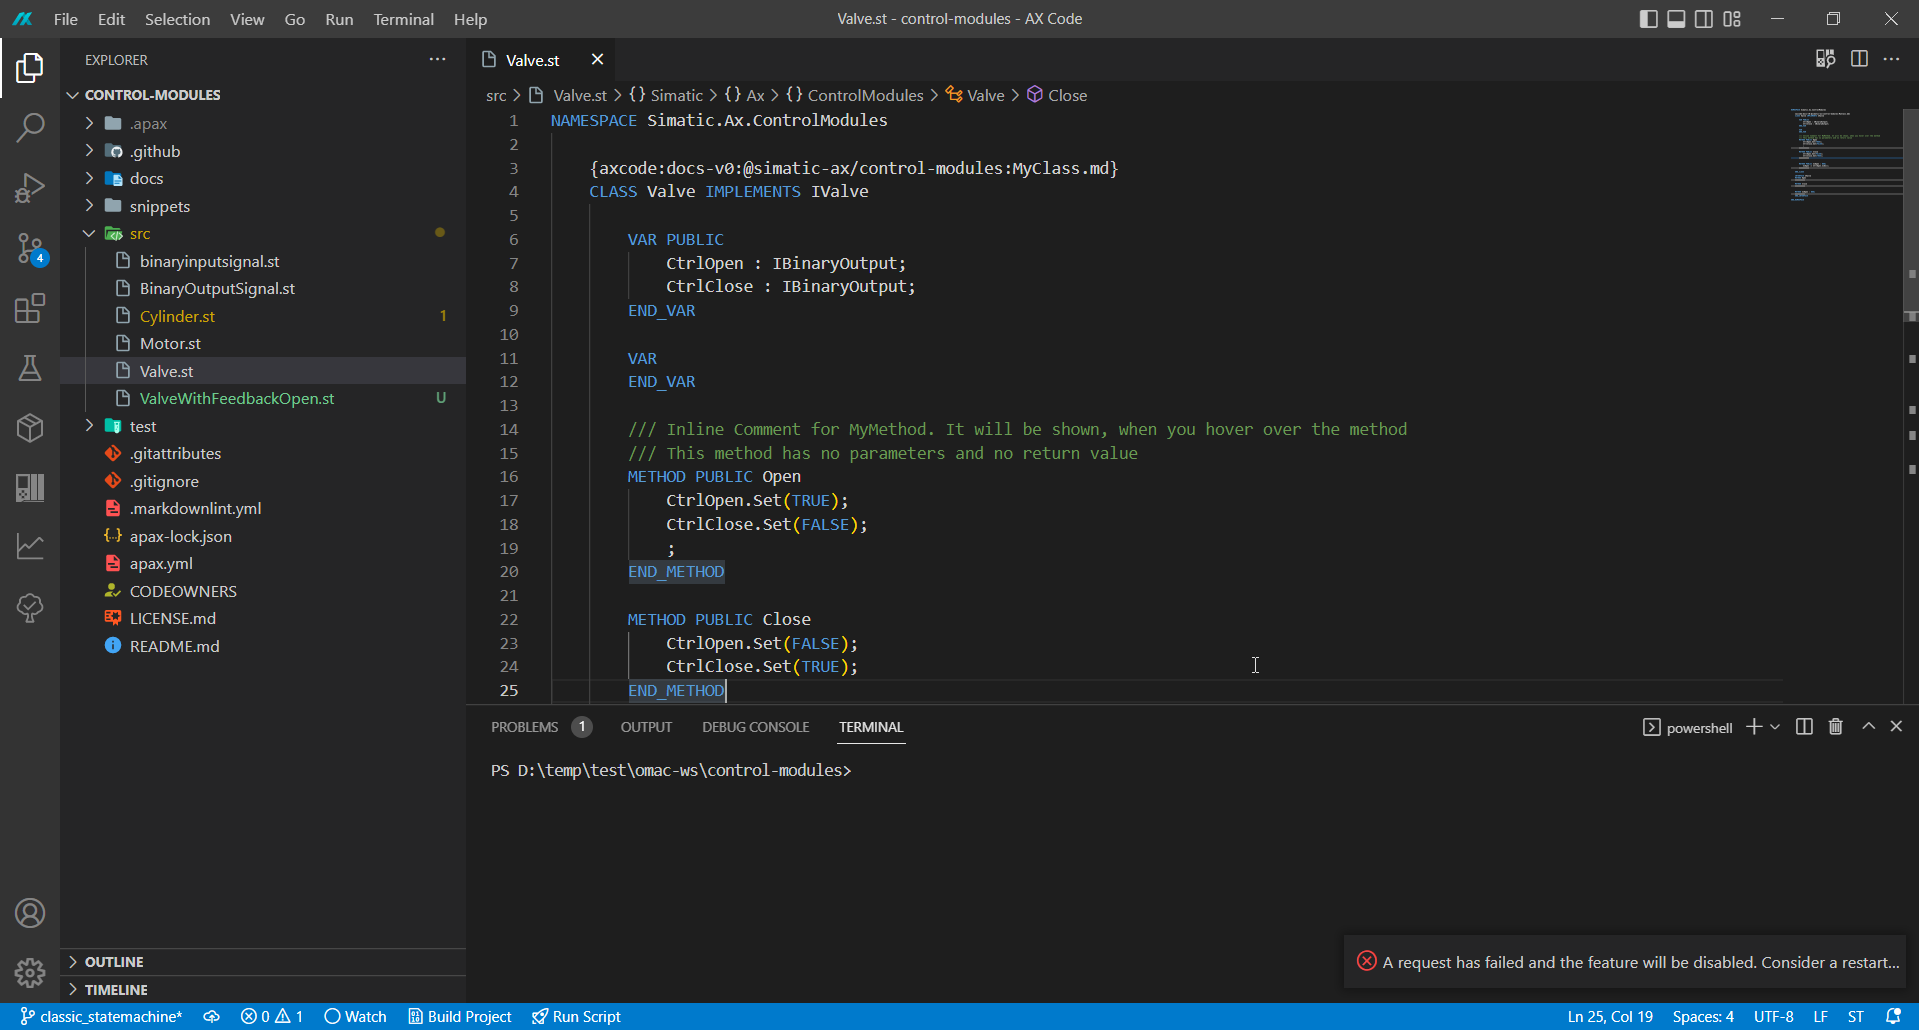 File Edit Selection View Go Run Terminal Help
Valve.st - control-modules - AX Code
EXPLORER
CONTROL-MODULES
.apax
.github
docs
snippets
src
binaryinputsignal.st
BinaryOutputSignal.st
Cylinder.st 1
Motor.st
Valve.st
ValveWithFeedbackOpen.st U
test
.gitattributes
.gitignore
.markdownlint.yml
apax-lock.json
apax.yml
CODEOWNERS
LICENSE.md
README.md
OUTLINE
TIMELINE
4
Valve.st
src > Valve.st > {} Simatic > {} Ax > {} ControlModules > Valve > Close
1 NAMESPACE Simatic.Ax.ControlModules
2
3 {axcode:docs-v0:@simatic-ax/control-modules:MyClass.md}
4 CLASS Valve IMPLEMENTS IValve
5
6 VAR PUBLIC
7 CtrlOpen : IBinaryOutput;
8 CtrlClose : IBinaryOutput;
9 END_VAR
10
11 VAR
12 END_VAR
13
14 /// Inline Comment for MyMethod. It will be shown, when you hover over the method
15 /// This method has no parameters and no return value
16 METHOD PUBLIC Open
17 CtrlOpen.Set(TRUE);
18 CtrlClose.Set(FALSE);
19 ;
20 END_METHOD
21
22 METHOD PUBLIC Close
23 CtrlOpen.Set(FALSE);
24 CtrlClose.Set(TRUE);
25 END_METHOD
PROBLEMS 1 OUTPUT DEBUG CONSOLE TERMINAL
powershell
PS D:\temp\test\omac-ws\control-modules>
A request has failed and the feature will be disabled. Consider a restart...
classic_statemachine* 0 1 Watch Build Project Run Script
Ln 25, Col 19 Spaces: 4 UTF-8 LF ST